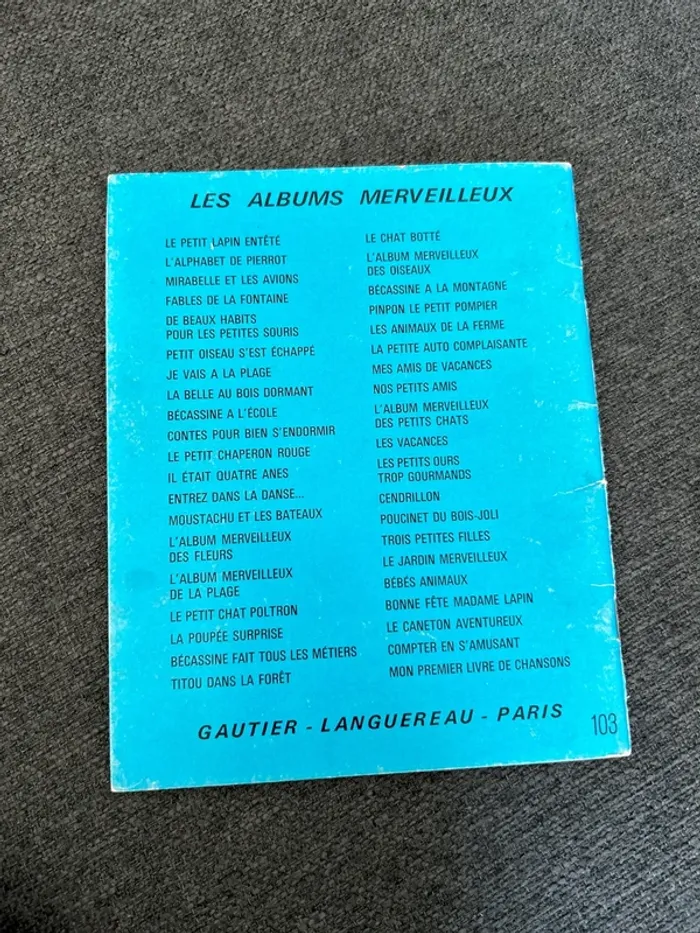 LES ALBUMS MERVEILLEUX
LE PETIT LAPIN ENTÊTÉ
L'ALPHABET DE PIERROT
MIRABELLE ET LES AVIONS
FABLES DE LA FONTAINE
DE BEAUX HABITS
POUR LES PETITES SOURIS
PETIT OISEAU S'EST ÉCHAPPÉ
JE VAIS A LA PLAGE
LA BELLE AU BOIS DORMANT
BÉCASSINE A L'ÉCOLE
CONTES POUR BIEN S'ENDORMIR
LE PETIT CHAPERON ROUGE
IL ÉTAIT QUATRE ANES
ENTREZ DANS LA DANSE...
MOUSTACHU ET LES BATEAUX
L'ALBUM MERVEILLEUX
DES FLEURS
L'ALBUM MERVEILLEUX
DE LA PLAGE
LE PETIT CHAT POLTRON
LA POUPÉE SURPRISE
BÉCASSINE FAIT TOUS LES MÉTIERS
TITOU DANS LA FORÊT
LE CHAT BOTTÉ
L'ALBUM MERVEILLEUX
DES OISEAUX
BÉCASSINE A LA MONTAGNE
PINPON LE PETIT POMPIER
LES ANIMAUX DE LA FERME
LA PETITE AUTO COMPLAISANTE
MES AMIS DE VACANCES
NOS PETITS AMIS
L'ALBUM MERVEILLEUX
DES PETITS CHATS
LES VACANCES
LES PETITS OURS
TROP GOURMANDS
CENDRILLON
POUCINET DU BOIS-JOLI
TROIS PETITES FILLES
LE JARDIN MERVEILLEUX
BÉBÉS ANIMAUX
BONNE FÊTE MADAME LAPIN
LE CANETON AVENTUREUX
COMPTER EN S'AMUSANT
MON PREMIER LIVRE DE CHANSONS
GAUTIER - LANGUEREAU - PARIS
103